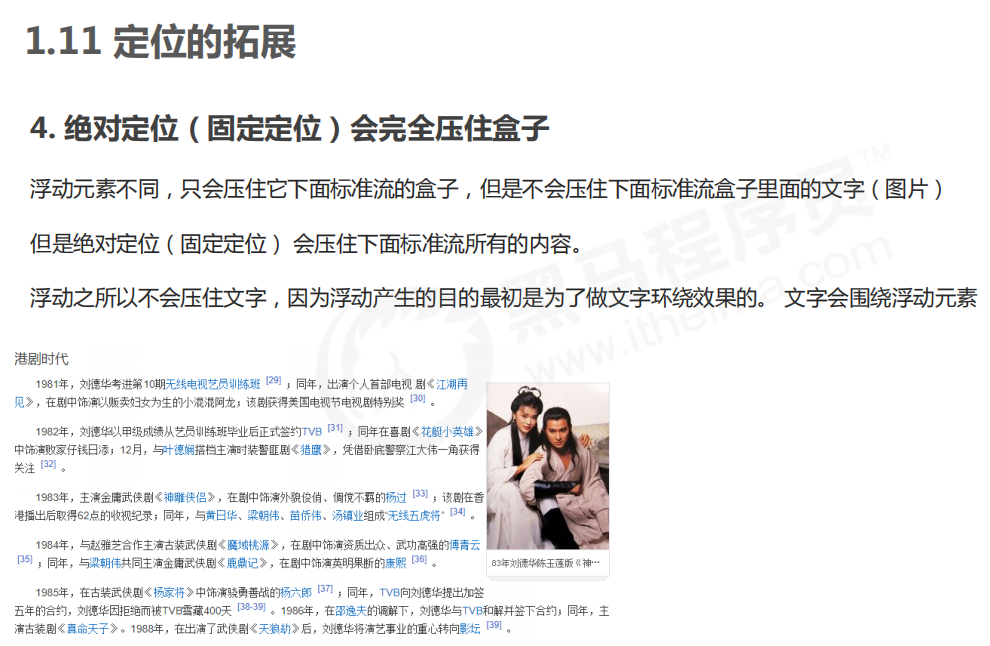 1.11 定位的拓展
4. 绝对定位（固定定位）会完全压住盒子
浮动元素不同，只会压住它下面标准流的盒子，但是不会压住下面标准流盒子里面的文字（图片）
但是绝对定位（固定定位） 会压住下面标准流所有的内容。
浮动之所以不会压住文字，因为浮动产生的目的最初是为了做文字环绕效果的。 文字会围绕浮动元素
黑马程序员™
www.itheima.com
港剧时代
1981年，刘德华考进第10期无线电视艺员训练班 [29] ；同年，出演个人首部电视 剧《江湖再
见》，在剧中饰演以贩卖妇女为生的小混混阿龙；该剧获得美国电视节电视剧特别奖 [30] 。
1982年，刘德华以甲级成绩从艺员训练班毕业后正式签约TVB [31] ；同年在喜剧《花艇小英雄》
中饰演败家仔钱日添；12月，与叶德娴搭档主演时装警匪剧《猎鹰》，凭借卧底警察江大伟一角获得
关注 [32] 。
1983年，主演金庸武侠剧《神雕侠侣》，在剧中饰演外貌俊俏、倜傥不羁的杨过 [33] ；该剧在香
港播出后取得62点的收视纪录；同年，与黄日华、梁朝伟、苗侨伟、汤镇业组成“无线五虎将” [34] 。
1984年，与赵雅芝合作主演古装武侠剧《魔域桃源》，在剧中饰演资质出众、武功高强的傅青云
[35] ；同年，与梁朝伟共同主演金庸武侠剧《鹿鼎记》，在剧中饰演英明果断的康熙 [36] 。
83年刘德华陈玉莲版《神…
1985年，在古装武侠剧《杨家将》中饰演骁勇善战的杨六郎 [37] ；同年，TVB向刘德华提出加签
五年的合约，刘德华因拒绝而被TVB雪藏400天 [38-39] 。1986年，在邵逸夫的调解下，刘德华与TVB和解并签下合约；同年，主
演古装剧《真命天子》。1988年，在出演了武侠剧《天狼劫》后，刘德华将演艺事业的重心转向影坛 [39] 。